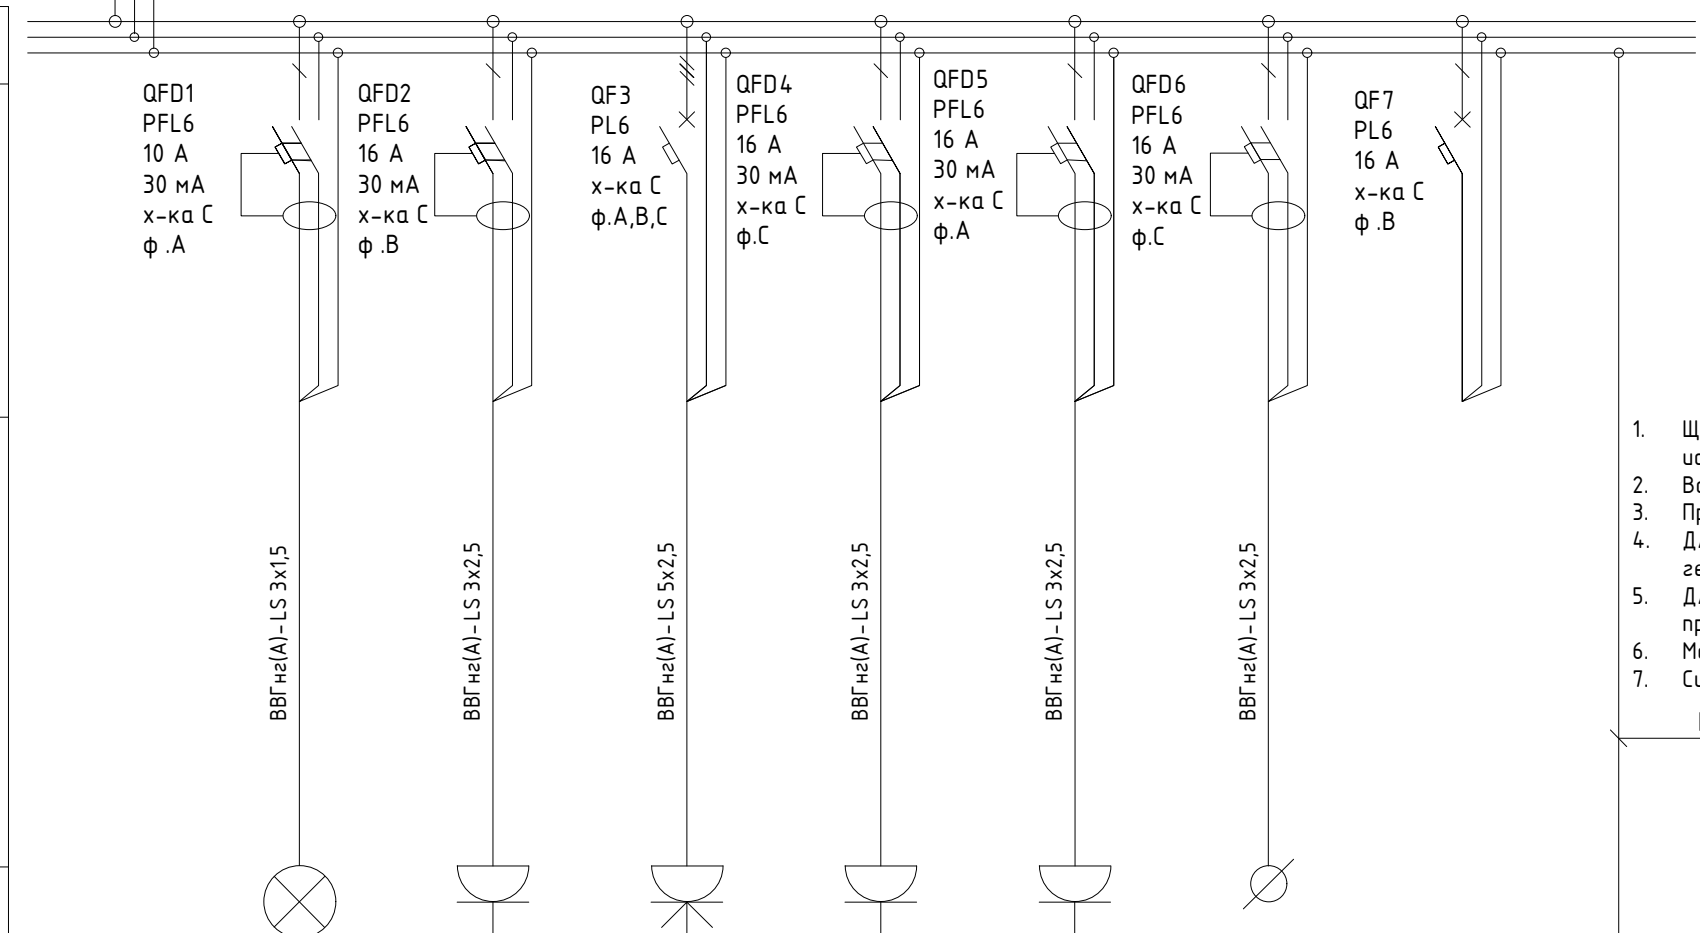 QFD1
PFL6
10 А
30 мА
х-ка С
ф .А
QFD2
PFL6
16 А
30 мА
х-ка С
ф .В
QF3
PL6
16 А
х-ка С
ф.А,В,С
QFD4
PFL6
16 А
30 мА
х-ка С
ф.С
QFD5
PFL6
16 А
30 мА
х-ка С
ф.А
QFD6
PFL6
16 А
30 мА
х-ка С
ф.С
QF7
PL6
16 А
х-ка С
ф .В
ВВГнг(А)-LS 3х1,5
ВВГнг(А)-LS 3х2,5
ВВГнг(А)-LS 5х2,5
ВВГнг(А)-LS 3х2,5
ВВГнг(А)-LS 3х2,5
ВВГнг(А)-LS 3х2,5
1.
2.
3.
4.
5.
6.
7.